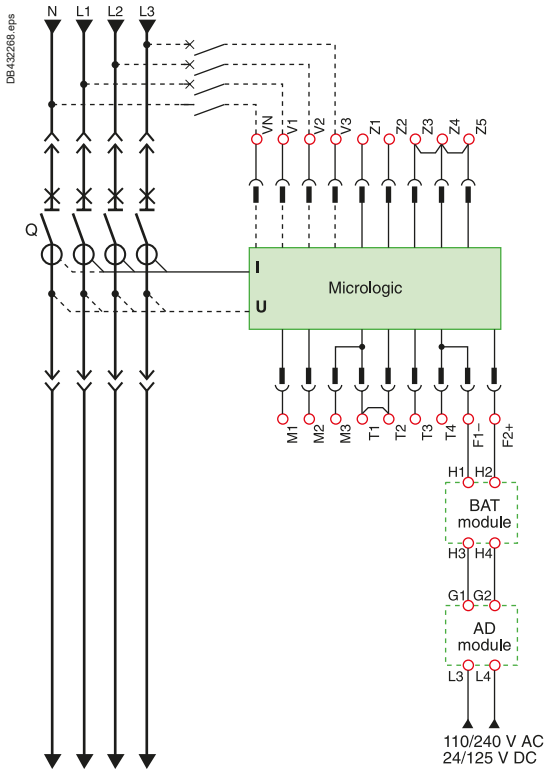 DB432268.eps
N L1 L2 L3
VN V1 V2 V3 Z1 Z2 Z3 Z4 Z5
Q
I
Micrologic
U
M1 M2 M3 T1 T2 T3 T4 F1– F2+
H1 H2
BAT
module
H3 H4
G1 G2
AD
module
L3 L4
110/240 V AC
24/125 V DC